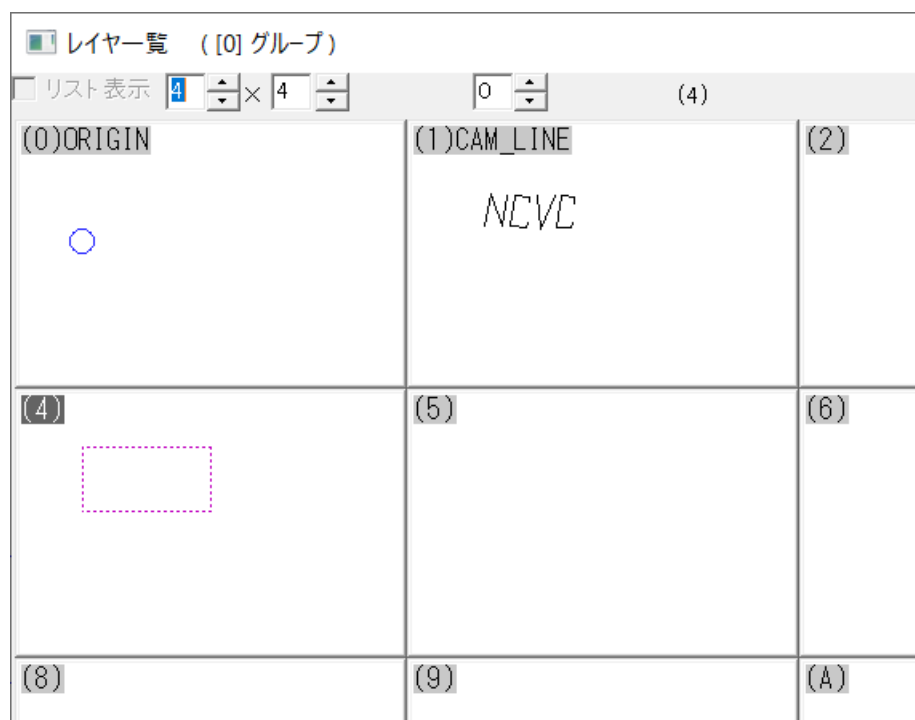 レイヤ一覧 ( [0] グループ )
リスト表示 4 × 4 0 (4)
(0)ORIGIN (1)CAM_LINE (2)
NCVC
(4) (5) (6)
(8) (9) (A)